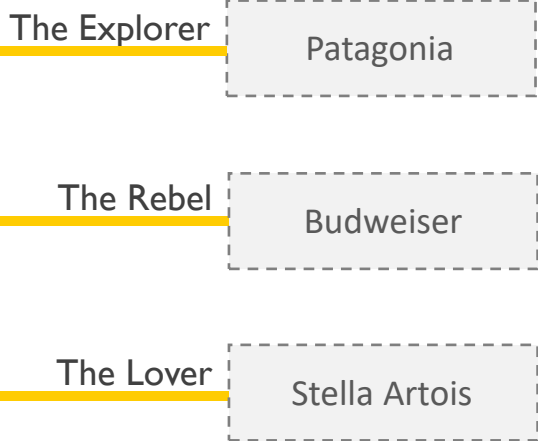 The Explorer
Patagonia
The Rebel
Budweiser
The Lover
Stella Artois